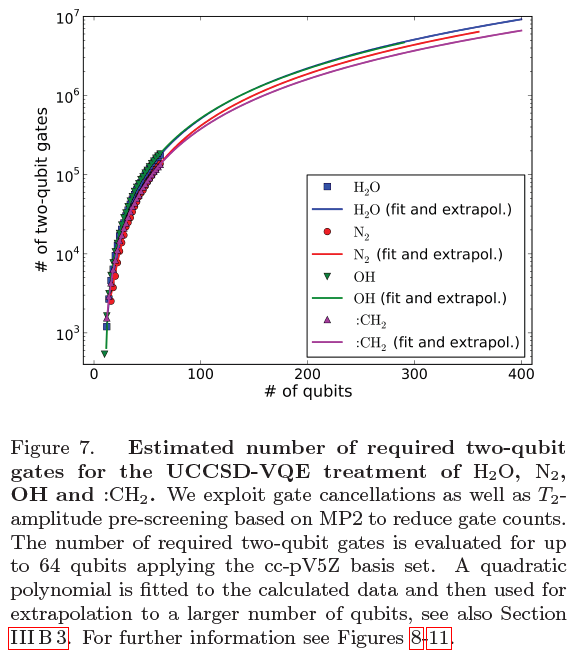 10^7
10^6
10^5
10^4
10^3
# of two-qubit gates
H₂O
H₂O (fit and extrapol.)
N₂
N₂ (fit and extrapol.)
OH
OH (fit and extrapol.)
:CH₂
:CH₂ (fit and extrapol.)
0 100 200 300 400
# of qubits
Figure 7. Estimated number of required two-qubit
gates for the UCCSD-VQE treatment of H₂O, N₂,
OH and :CH₂. We exploit gate cancellations as well as T₂-
amplitude pre-screening based on MP2 to reduce gate counts.
The number of required two-qubit gates is evaluated for up
to 64 qubits applying the cc-pV5Z basis set. A quadratic
polynomial is fitted to the calculated data and then used for
extrapolation to a larger number of qubits, see also Section
III B 3. For further information see Figures 8-11.